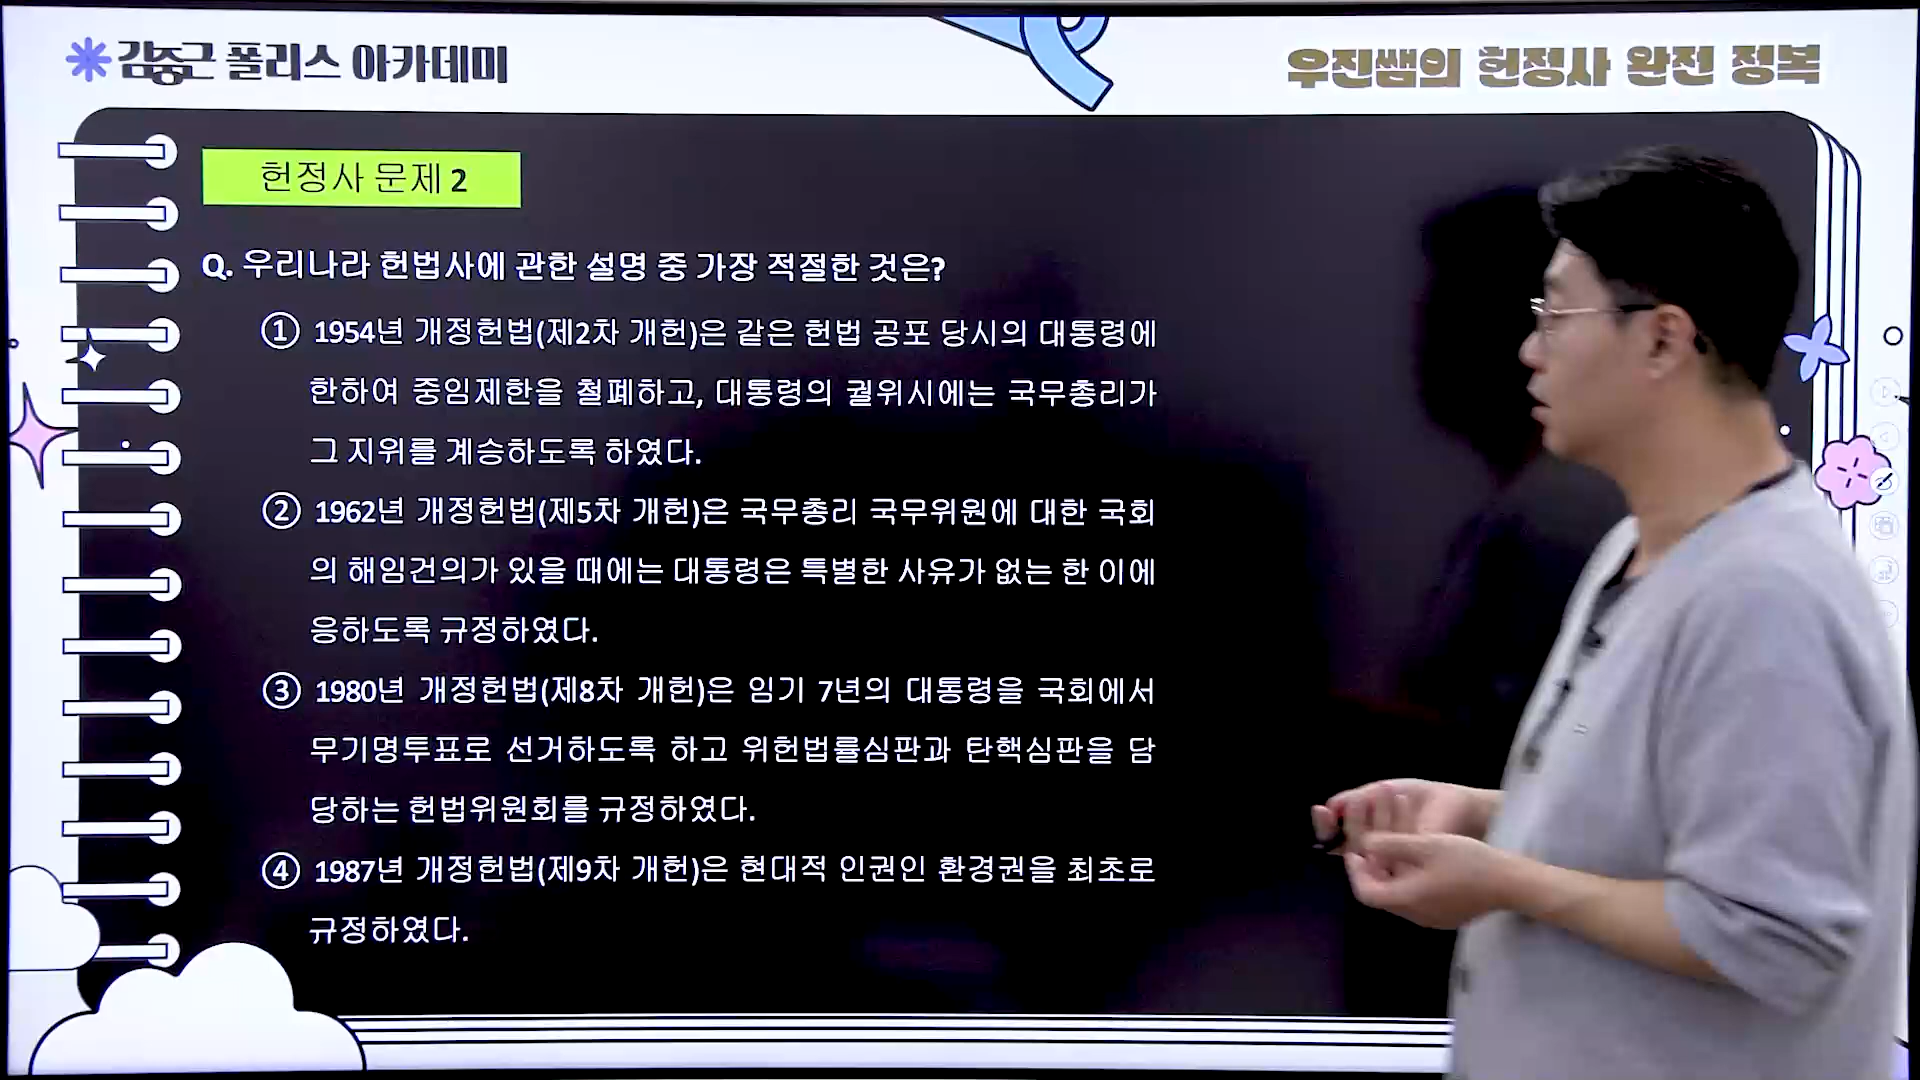 김중근 폴리스 아카데미
우진쌤의 헌정사 완전 정복
헌정사 문제 2
Q. 우리나라 헌법사에 관한 설명 중 가장 적절한 것은?
① 1954년 개정헌법(제2차 개헌)은 같은 헌법 공포 당시의 대통령에
한하여 중임제한을 철폐하고, 대통령의 궐위시에는 국무총리가
그 지위를 계승하도록 하였다.
② 1962년 개정헌법(제5차 개헌)은 국무총리 국무위원에 대한 국회
의 해임건의가 있을 때에는 대통령은 특별한 사유가 없는 한 이에
응하도록 규정하였다.
③ 1980년 개정헌법(제8차 개헌)은 임기 7년의 대통령을 국회에서
무기명투표로 선거하도록 하고 위헌법률심판과 탄핵심판을 담
당하는 헌법위원회를 규정하였다.
④ 1987년 개정헌법(제9차 개헌)은 현대적 인권인 환경권을 최초로
규정하였다.